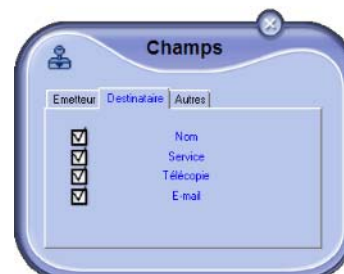 Champs
Emetteur Destinataire Autres
Nom
Service
Télécopie
E-mail